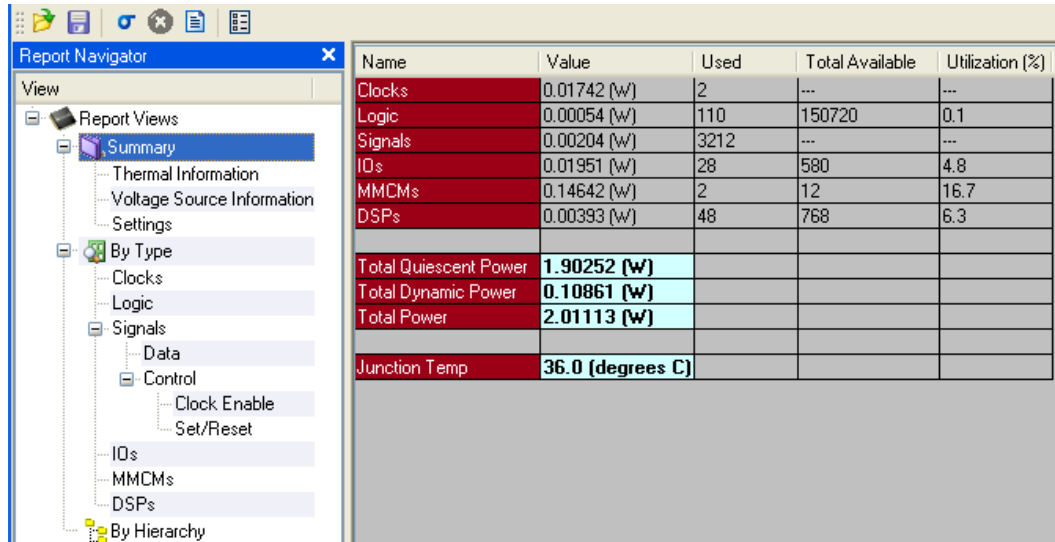 Report Navigator
View
Report Views
Summary
Thermal Information
Voltage Source Information
Settings
By Type
Clocks
Logic
Signals
Data
Control
Clock Enable
Set/Reset
IOs
MMCMs
DSPs
By Hierarchy
Name Value Used Total Available Utilization (%)
Clocks 0.01742 (W) 2 --- ---
Logic 0.00054 (W) 110 150720 0.1
Signals 0.00204 (W) 3212 --- ---
IOs 0.01951 (W) 28 580 4.8
MMCMs 0.14642 (W) 2 12 16.7
DSPs 0.00393 (W) 48 768 6.3
Total Quiescent Power 1.90252 (W)
Total Dynamic Power 0.10861 (W)
Total Power 2.01113 (W)
Junction Temp 36.0 (degrees C)